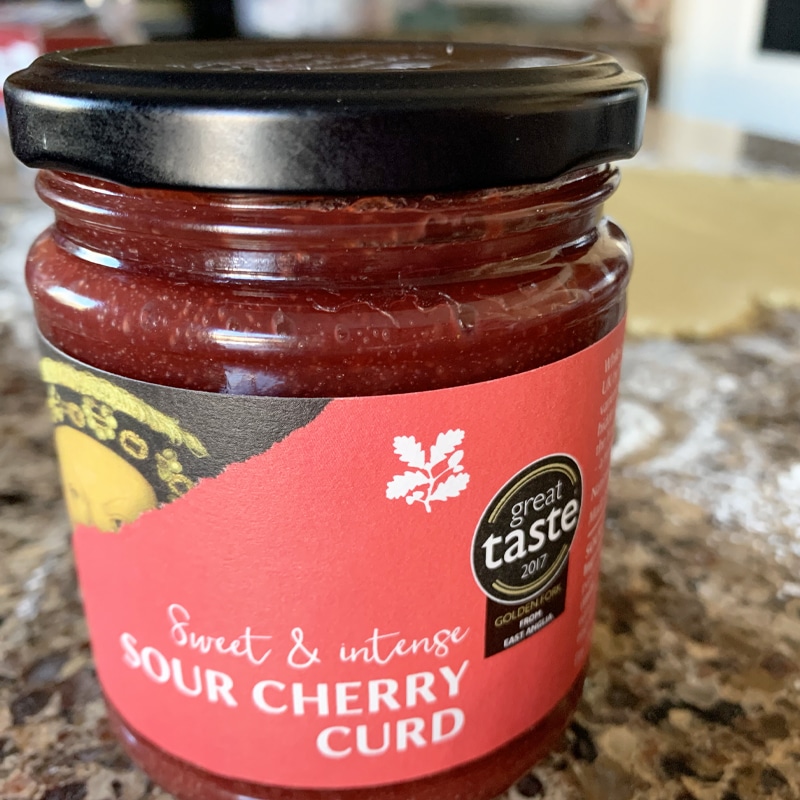 great
taste
2017
GOLDEN FORK
FROM
EAST ANGLIA
Sweet & intense
SOUR CHERRY
CURD